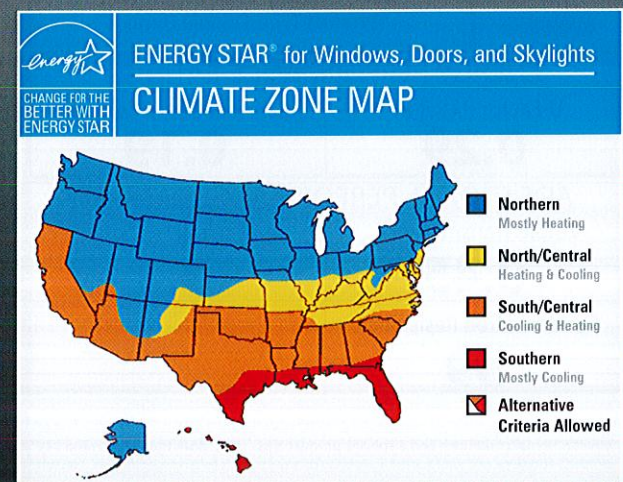 energy
CHANGE FOR THE
BETTER WITH
ENERGY STAR
ENERGY STAR® for Windows, Doors, and Skylights
CLIMATE ZONE MAP
Northern
Mostly Heating
North/Central
Heating & Cooling
South/Central
Cooling & Heating
Southern
Mostly Cooling
Alternative
Criteria Allowed